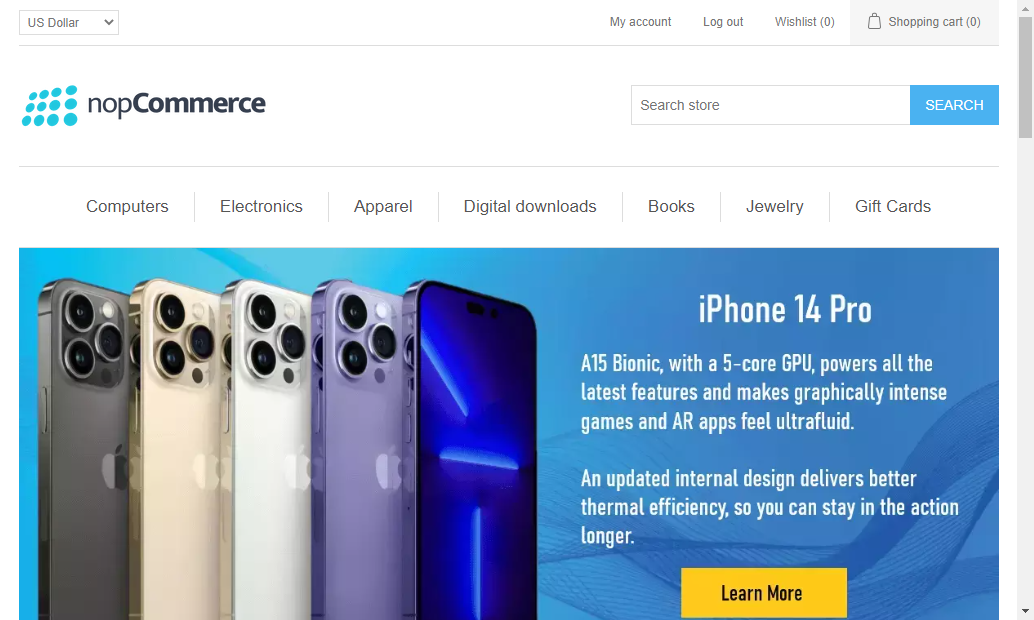 US Dollar
My account
Log out
Wishlist (0)
Shopping cart (0)
nopCommerce
Search store
SEARCH
Computers
Electronics
Apparel
Digital downloads
Books
Jewelry
Gift Cards
iPhone 14 Pro
A15 Bionic, with a 5-core GPU, powers all the
latest features and makes graphically intense
games and AR apps feel ultrafluid.
An updated internal design delivers better
thermal efficiency, so you can stay in the action
longer.
Learn More